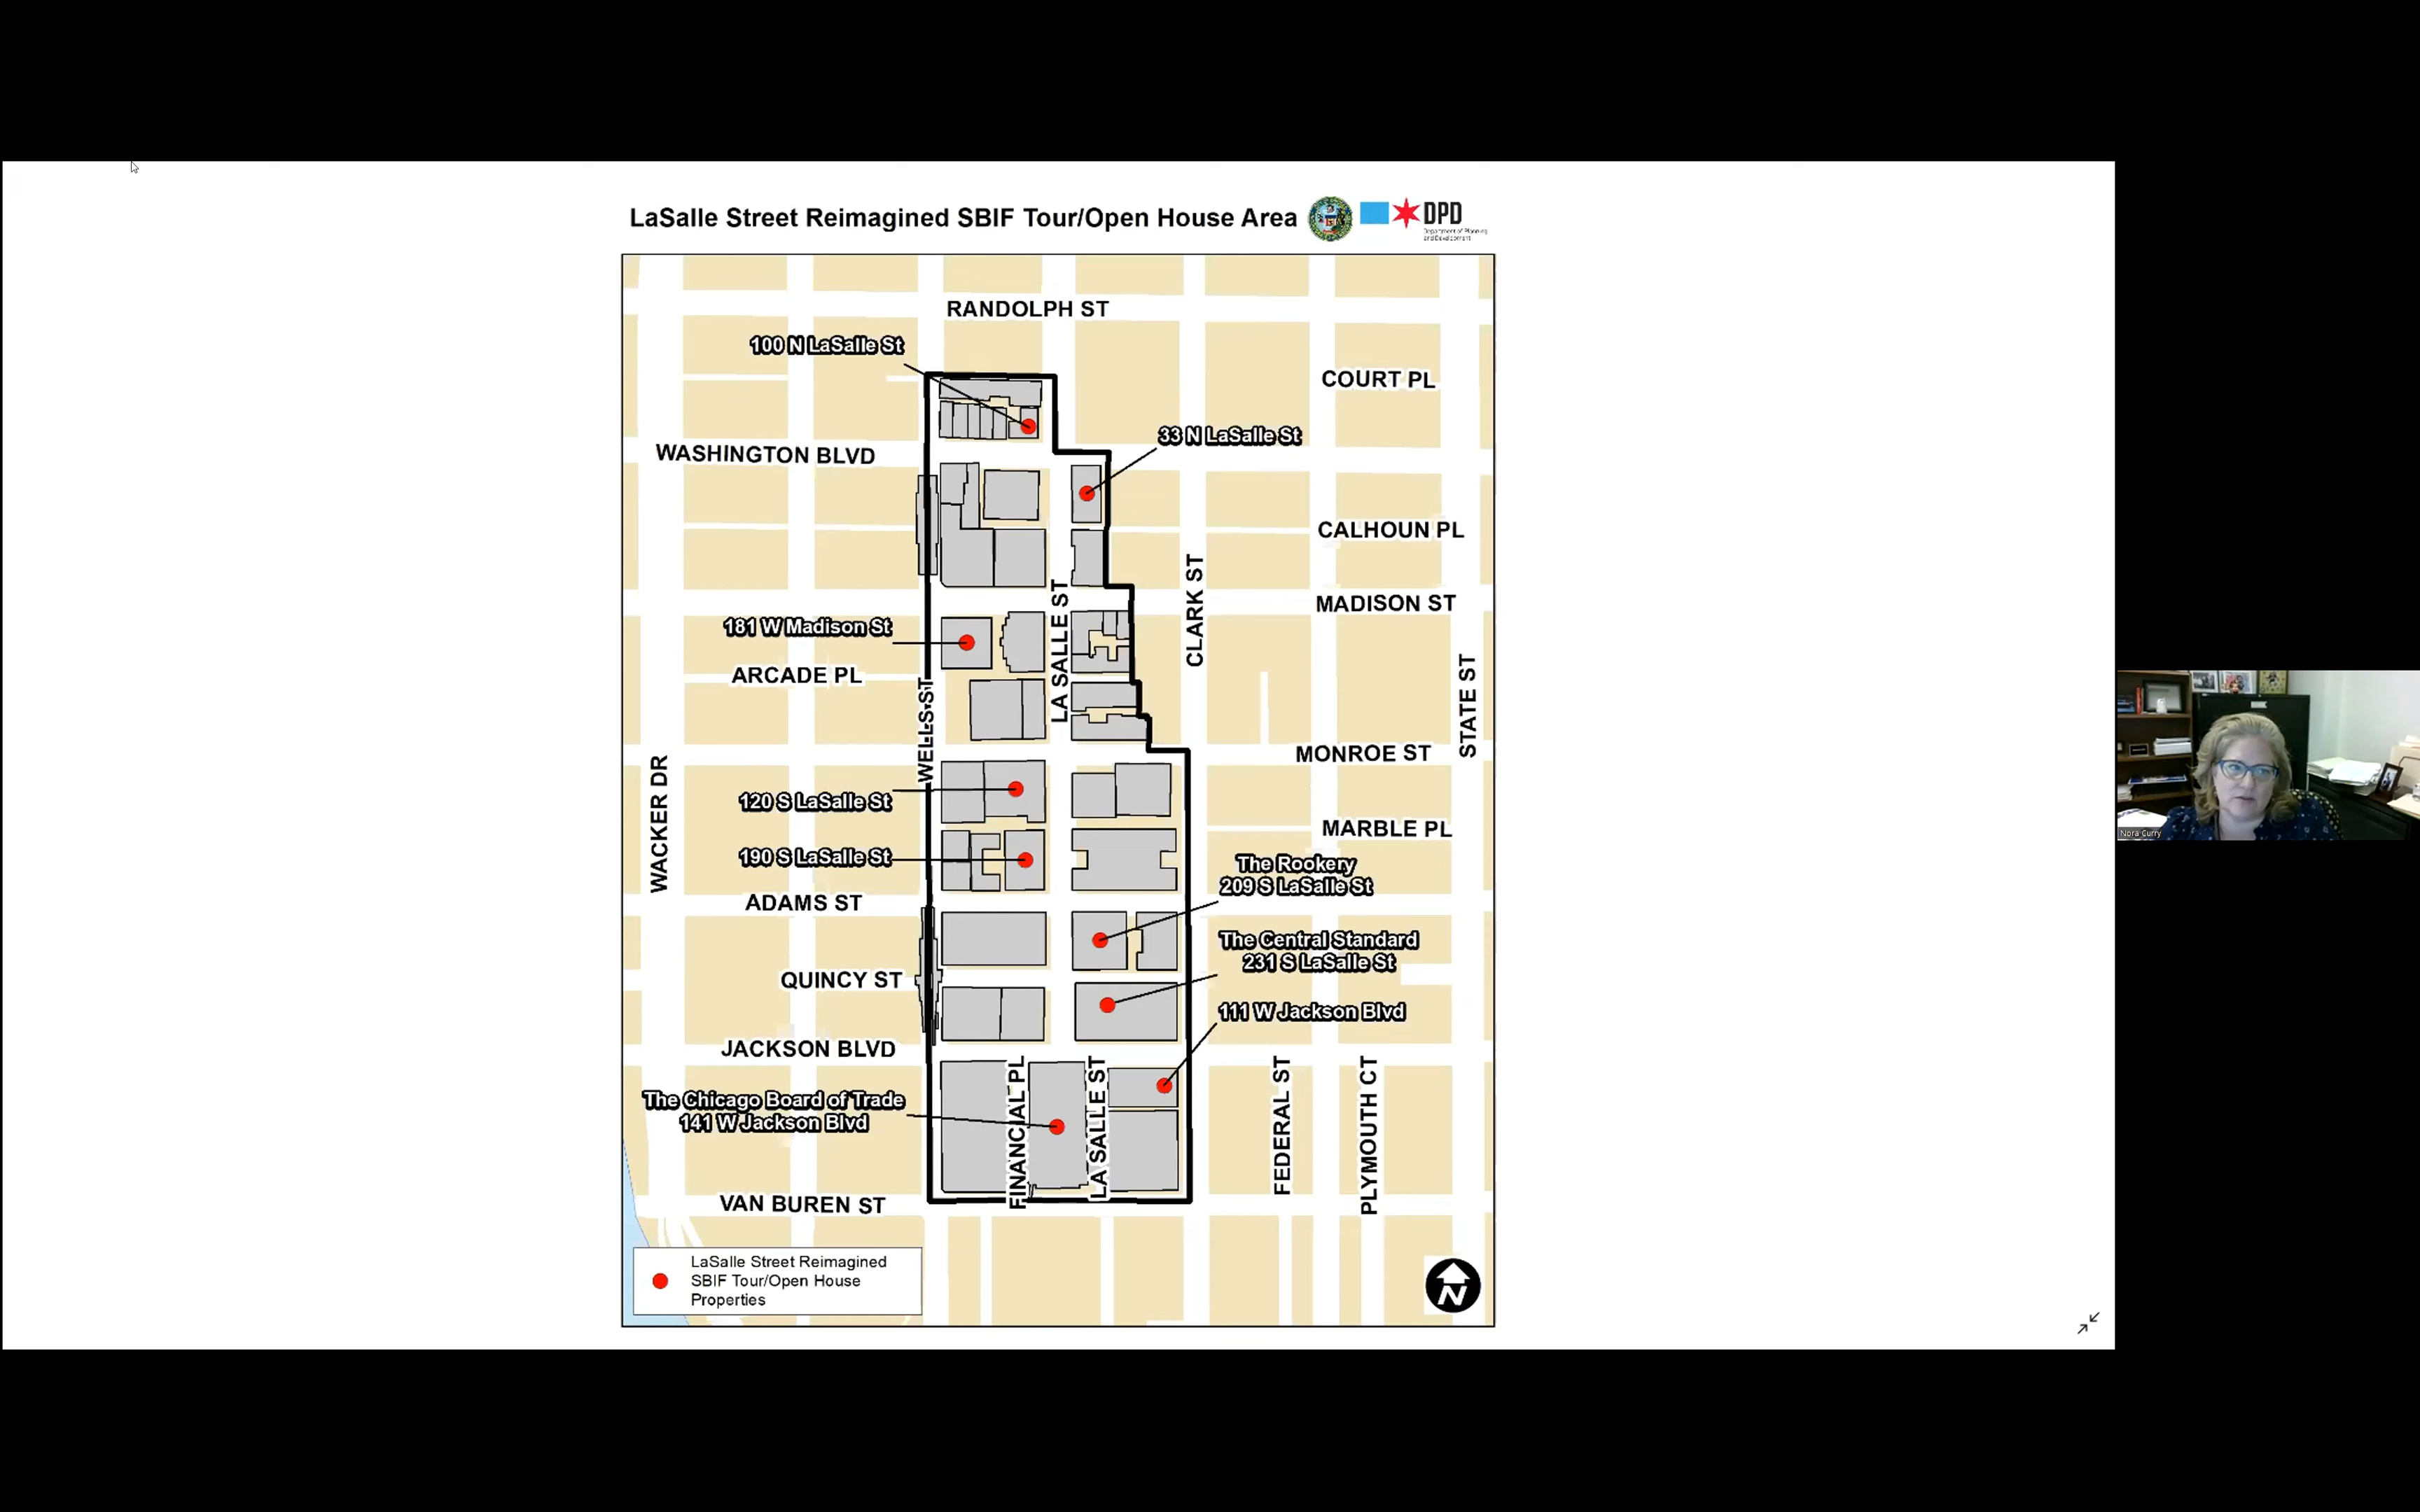 LaSalle Street Reimagined SBIF Tour/Open House Area
DPD
Department of Planning
and Development
RANDOLPH ST
100 N LaSalle St
COURT PL
33 N LaSalle St
WASHINGTON BLVD
CALHOUN PL
CLARK ST
LA SALLE ST
MADISON ST
181 W Madison St
ARCADE PL
WELLS ST
STATE ST
MONROE ST
WACKER DR
120 S LaSalle St
MARBLE PL
190 S LaSalle St
The Rookery
209 S LaSalle St
ADAMS ST
The Central Standard
231 S LaSalle St
QUINCY ST
111 W Jackson Blvd
JACKSON BLVD
FINANCIAL PL
LA SALLE ST
FEDERAL ST
PLYMOUTH CT
The Chicago Board of Trade
141 W Jackson Blvd
VAN BUREN ST
LaSalle Street Reimagined
SBIF Tour/Open House
Properties
N
Nora Curry